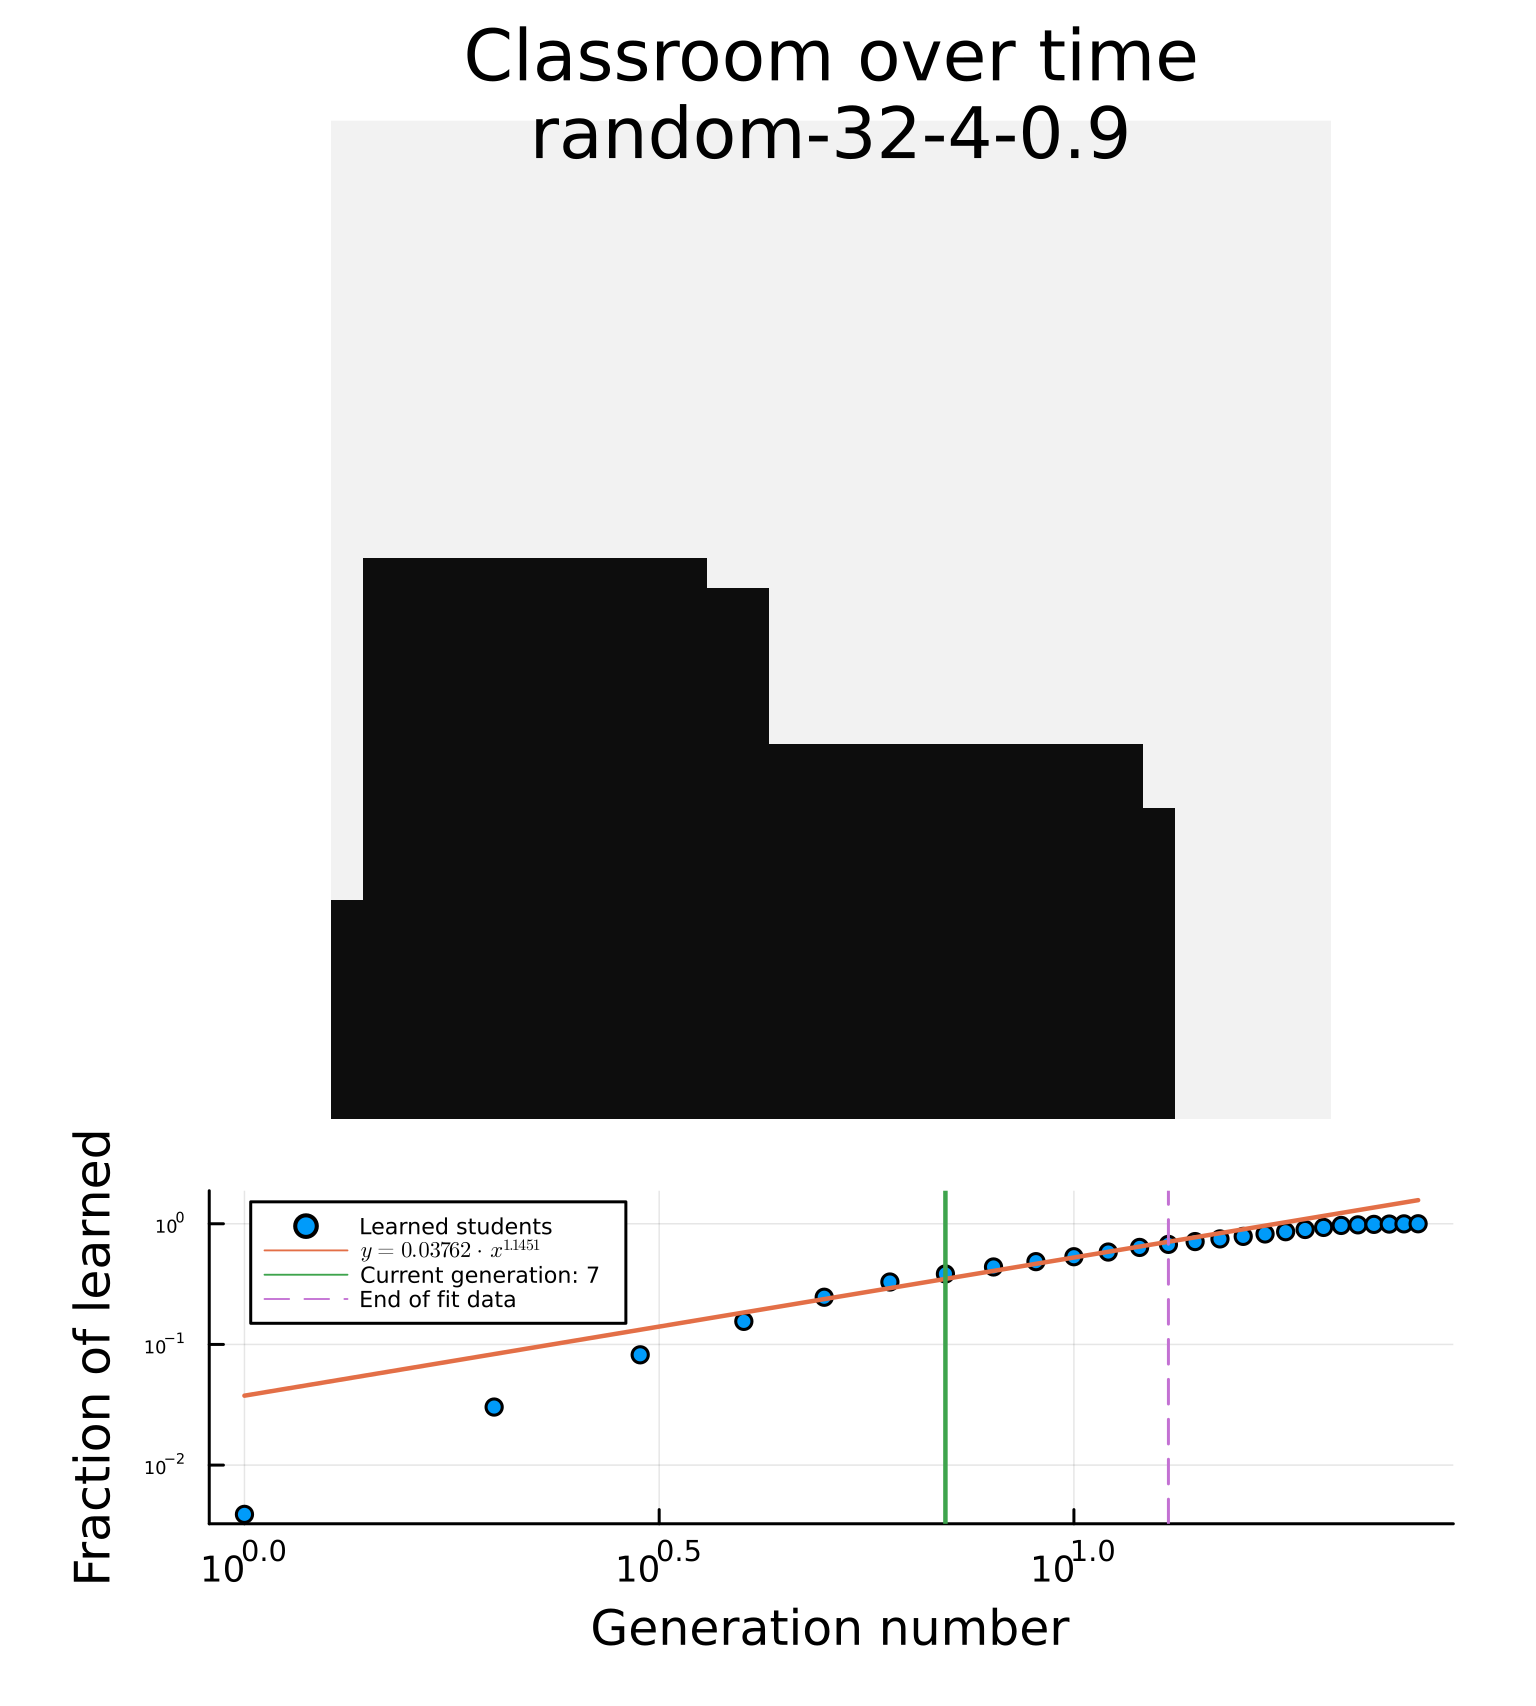 Classroom over time
random-32-4-0.9
Fraction of learned
10⁰
10⁻¹
10⁻²
Learned students
y = 0.03762 · x^1.1451
Current generation: 7
End of fit data
10^0.0
10^0.5
10^1.0
Generation number